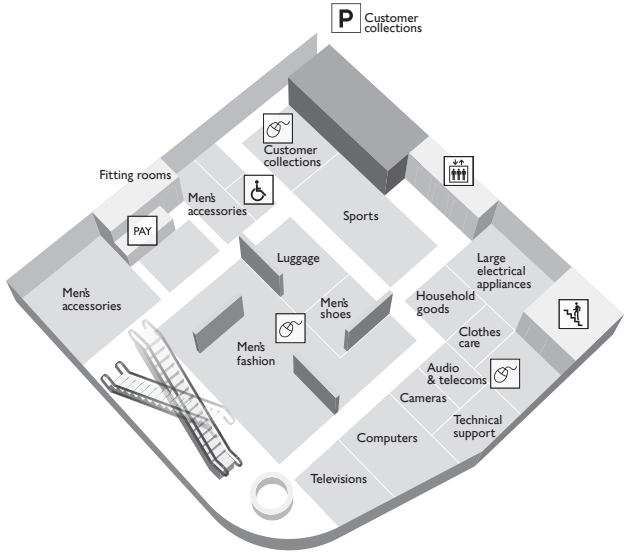 P
Customer
collections
Customer
collections
Fitting rooms
Men's
accessories
PAY
Sports
Luggage
Large
electrical
appliances
Men's
accessories
Household
goods
Men's
shoes
Men's
fashion
Clothes
care
Audio
& telecoms
Cameras
Technical
support
Computers
Televisions